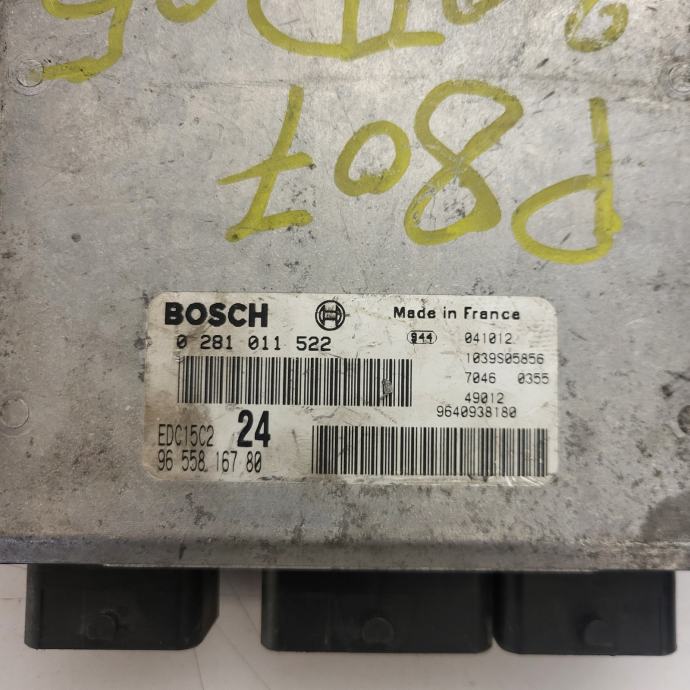 P807
BOSCH
Made in France
0 281 011 522
944 041012
1039S05856
7046 0355
49012
9640938180
EDC15C2 24
96 558 167 80